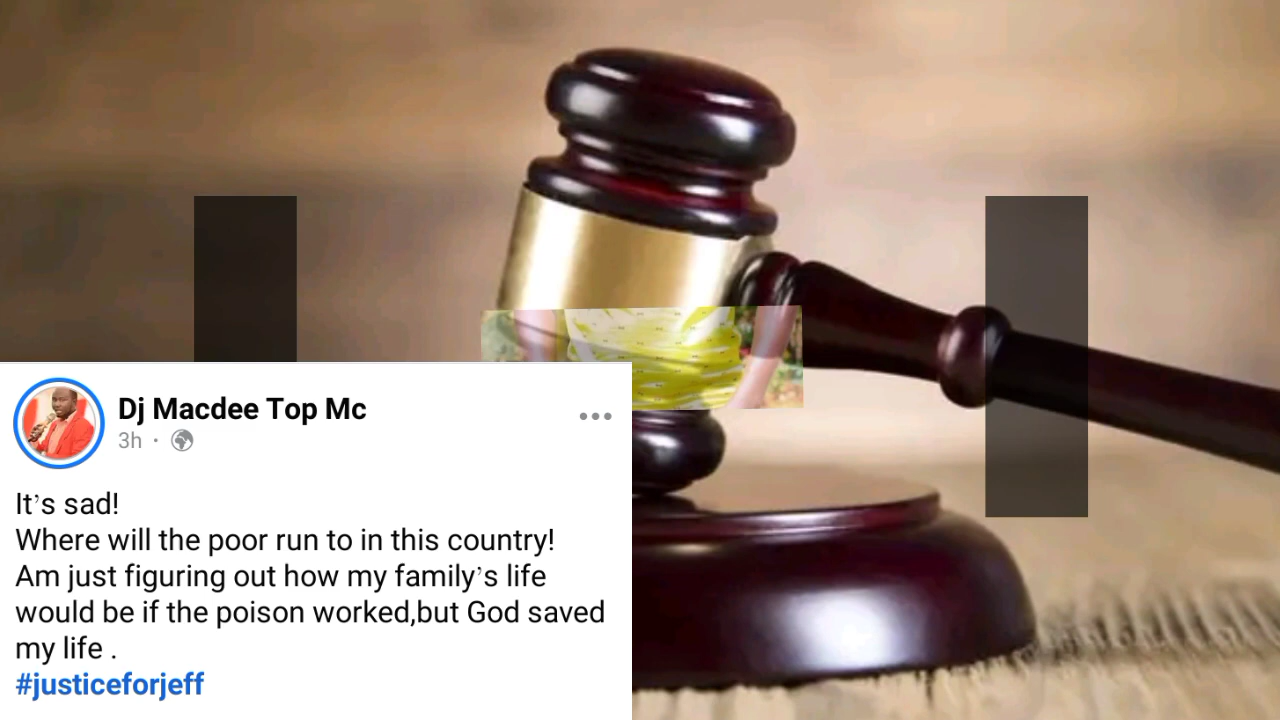 Dj Macdee Top Mc
3h ·
It's sad!
Where will the poor run to in this country!
Am just figuring out how my family's life
would be if the poison worked,but God saved
my life .
#justiceforjeff